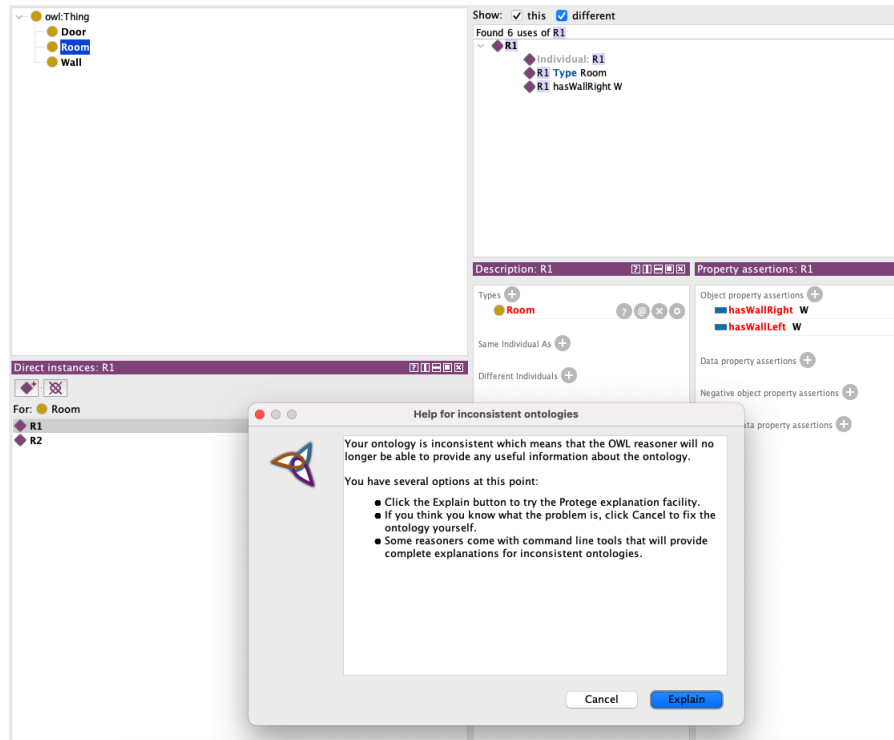 owl:Thing
Door
Room
Wall
Show: this different
Found 6 uses of R1
R1
Individual: R1
R1 Type Room
R1 hasWallRight W
Description: R1
Property assertions: R1
Types
Room
Same Individual As
Different Individuals
Object property assertions
hasWallRight W
hasWallLeft W
Data property assertions
Negative object property assertions
ata property assertions
Direct instances: R1
For: Room
R1
R2
Help for inconsistent ontologies
Your ontology is inconsistent which means that the OWL reasoner will no
longer be able to provide any useful information about the ontology.
You have several options at this point:
Click the Explain button to try the Protege explanation facility.
If you think you know what the problem is, click Cancel to fix the
ontology yourself.
Some reasoners come with command line tools that will provide
complete explanations for inconsistent ontologies.
Cancel
Explain